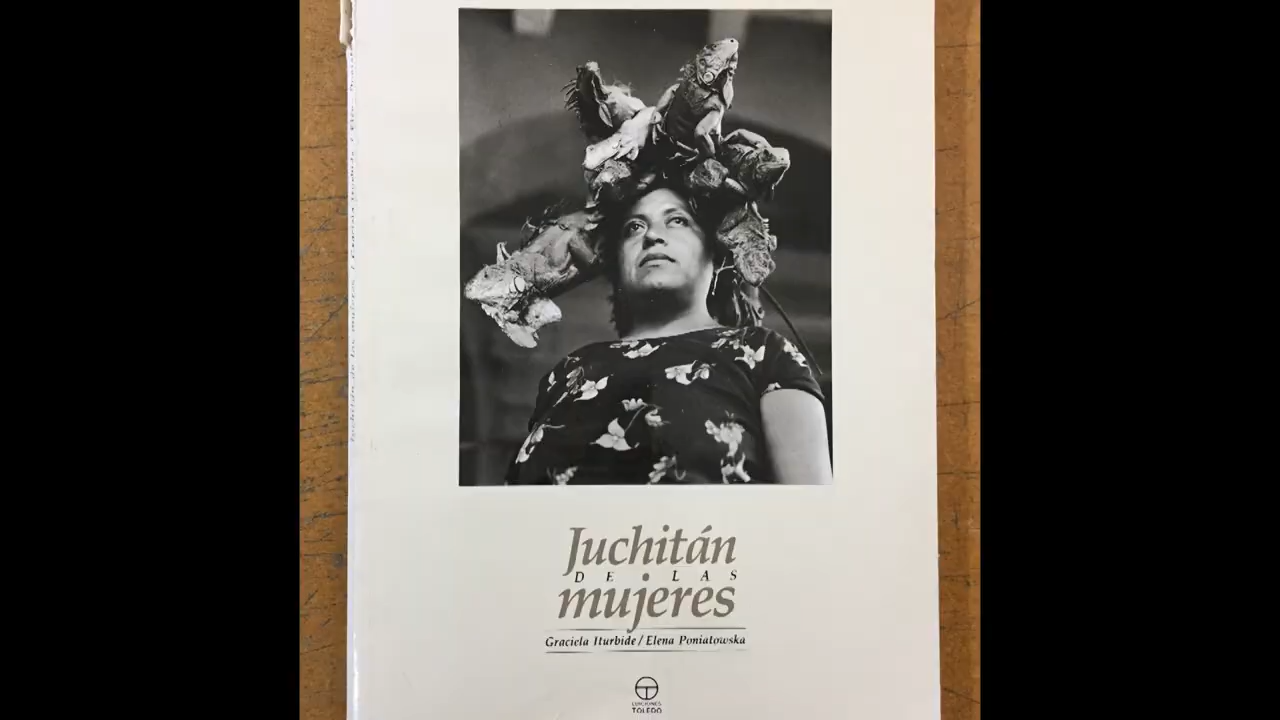 Juchitán
DE LAS
mujeres
Graciela Iturbide / Elena Poniatowska
EDICIONES
TOLEDO